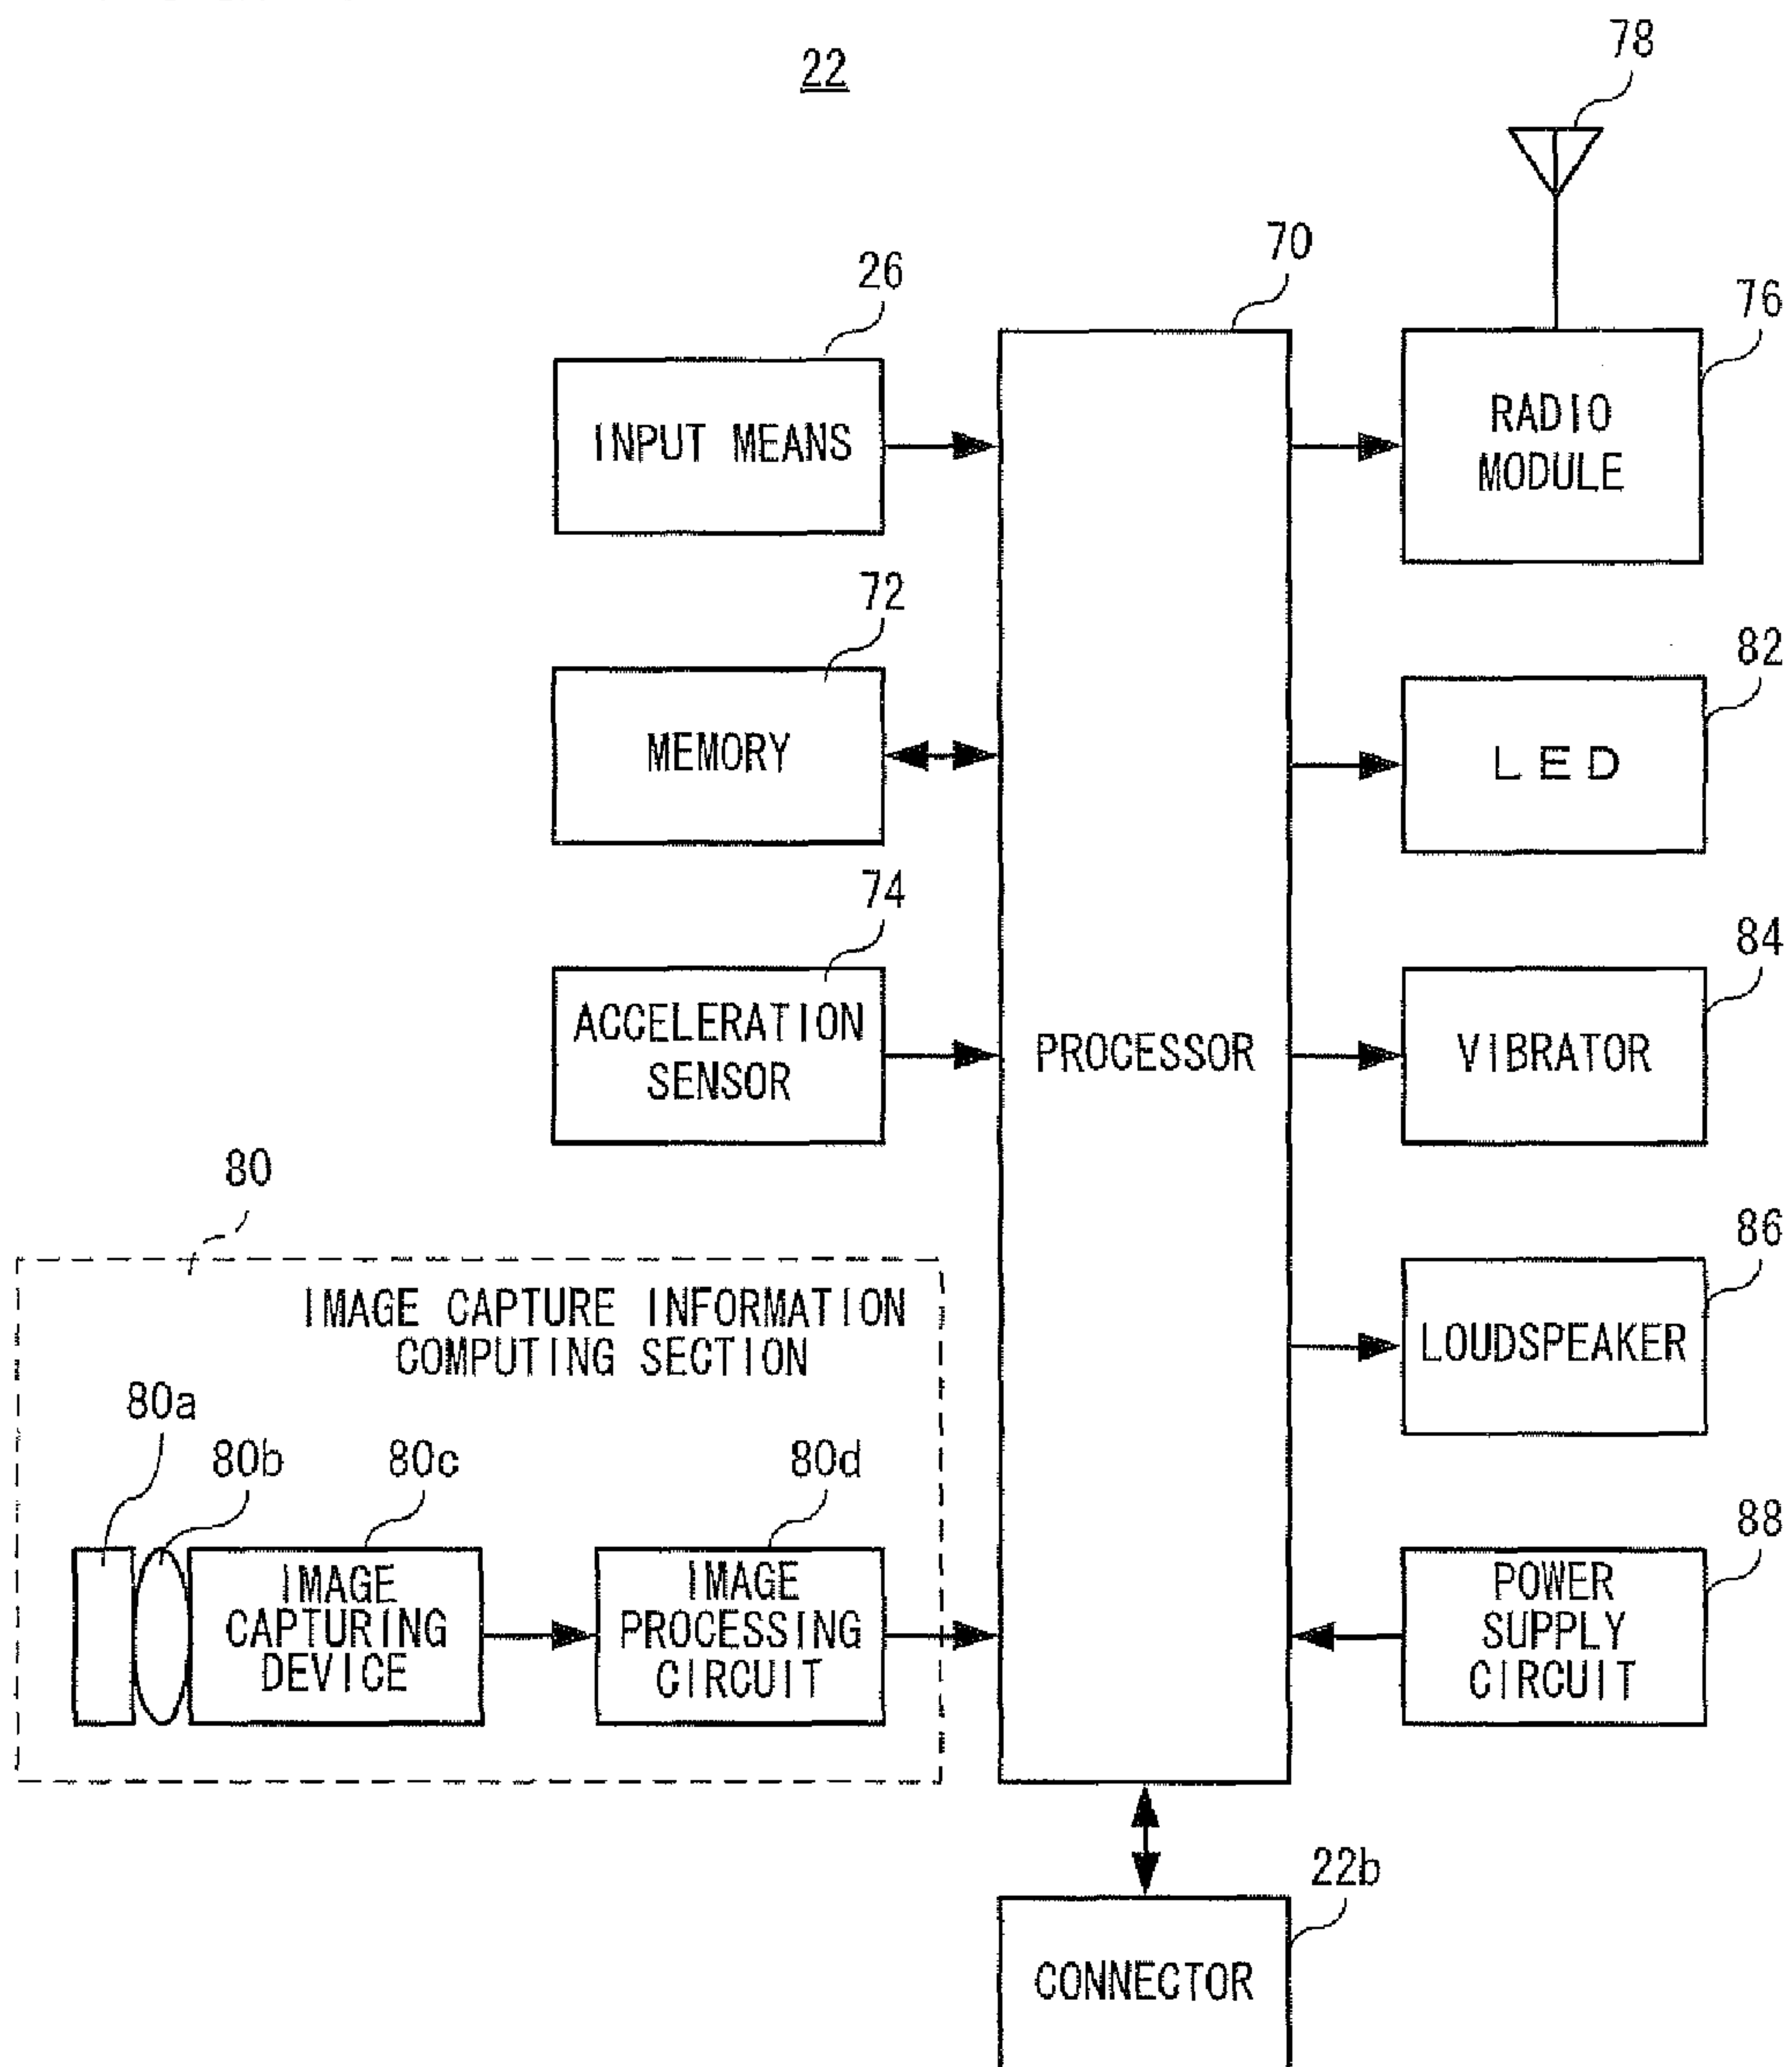 22
78
70
26
76
INPUT MEANS
RADIO
MODULE
72
82
MEMORY
LED
74
84
ACCELERATION
SENSOR
PROCESSOR
VIBRATOR
80
86
IMAGE CAPTURE INFORMATION
COMPUTING SECTION
LOUDSPEAKER
80a
80b
80c
80d
88
IMAGE
CAPTURING
DEVICE
IMAGE
PROCESSING
CIRCUIT
POWER
SUPPLY
CIRCUIT
22b
CONNECTOR